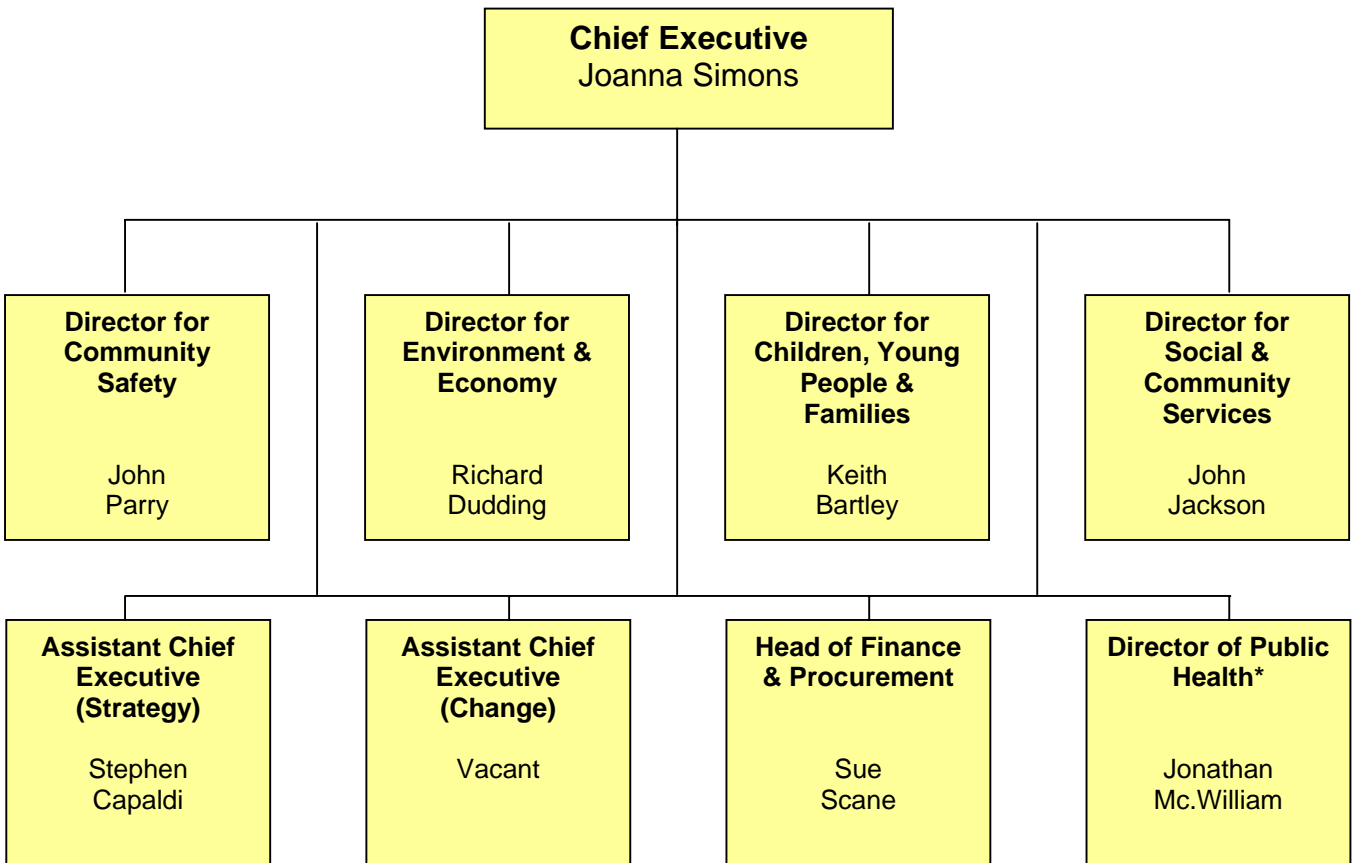 Chief Executive
Joanna Simons
Director for
Community
Safety
John
Parry
Director for
Environment &
Economy
Richard
Dudding
Director for
Children, Young
People &
Families
Keith
Bartley
Director for
Social &
Community
Services
John
Jackson
Assistant Chief
Executive
(Strategy)
Stephen
Capaldi
Assistant Chief
Executive
(Change)
Vacant
Head of Finance
& Procurement
Sue
Scane
Director of Public
Health*
Jonathan
Mc.William